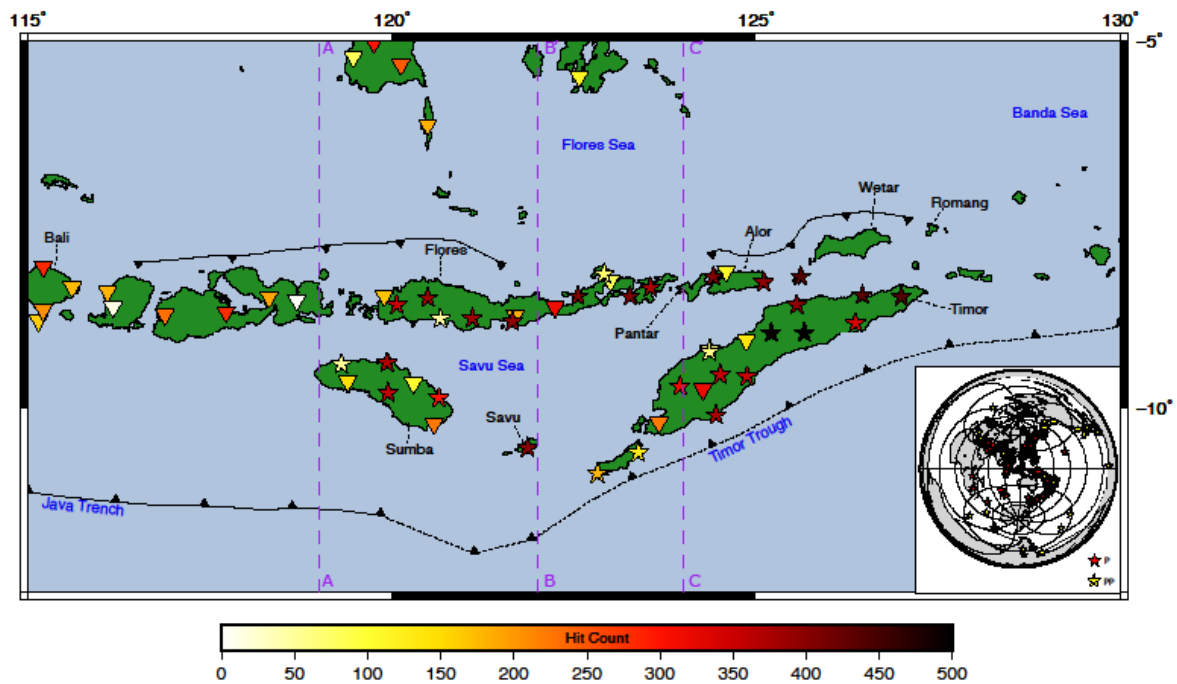 115° 120° 125° 130°
A B' C'
−5°
Banda Sea
Flores Sea
Wetar
Romang
Bali
Alor
Flores
Timor
Pantar
Savu Sea
−10°
Savu
Sumba
Timor Trough
Java Trench
P
PP
A B C
Hit Count
0 50 100 150 200 250 300 350 400 450 500